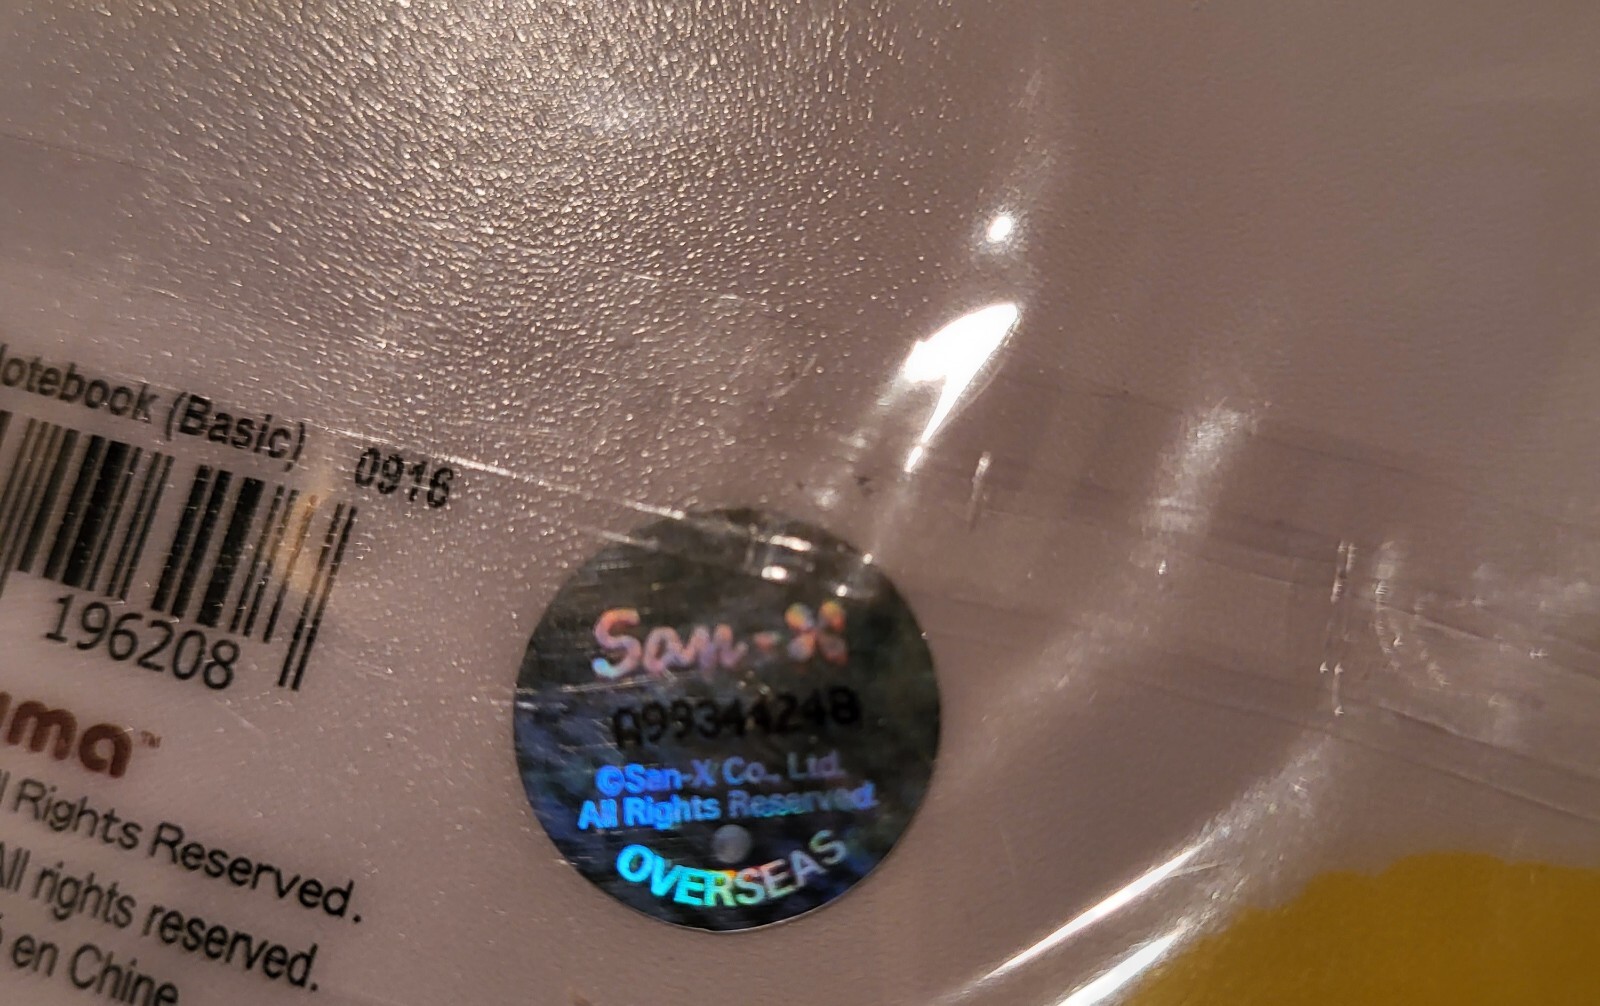 otebook (Basic) 0916
196208
uma™
l Rights Reserved.
All rights reserved.
en Chine
San-X
A99344248
©San-X Co., Ltd.
All Rights Reserved.
OVERSEAS